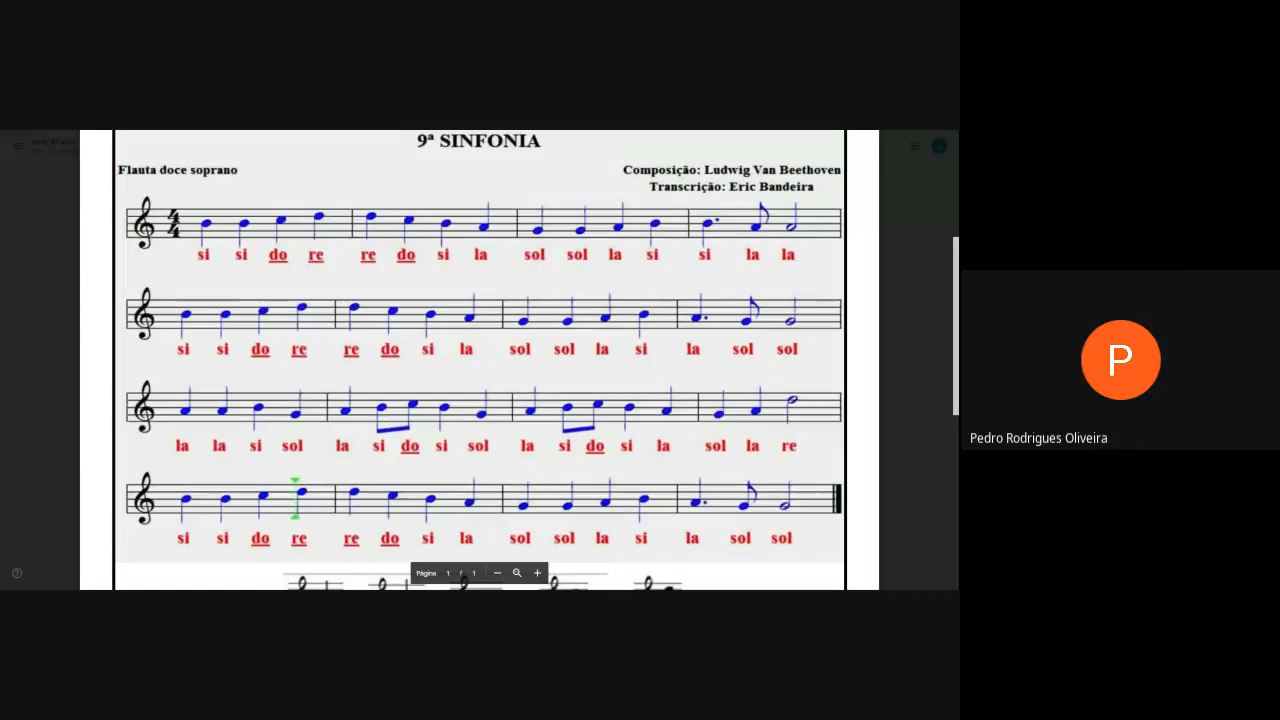 9ª SINFONIA
Flauta doce soprano
Composição: Ludwig Van Beethoven
Transcrição: Eric Bandeira
4
4
si si do re re do si la sol sol la si si la la
si si do re re do si la sol sol la si la sol sol
la la si sol la si do si sol la si do si la sol la re
si si do re re do si la sol sol la si la sol sol
Página 1 / 1 − +
P
Pedro Rodrigues Oliveira